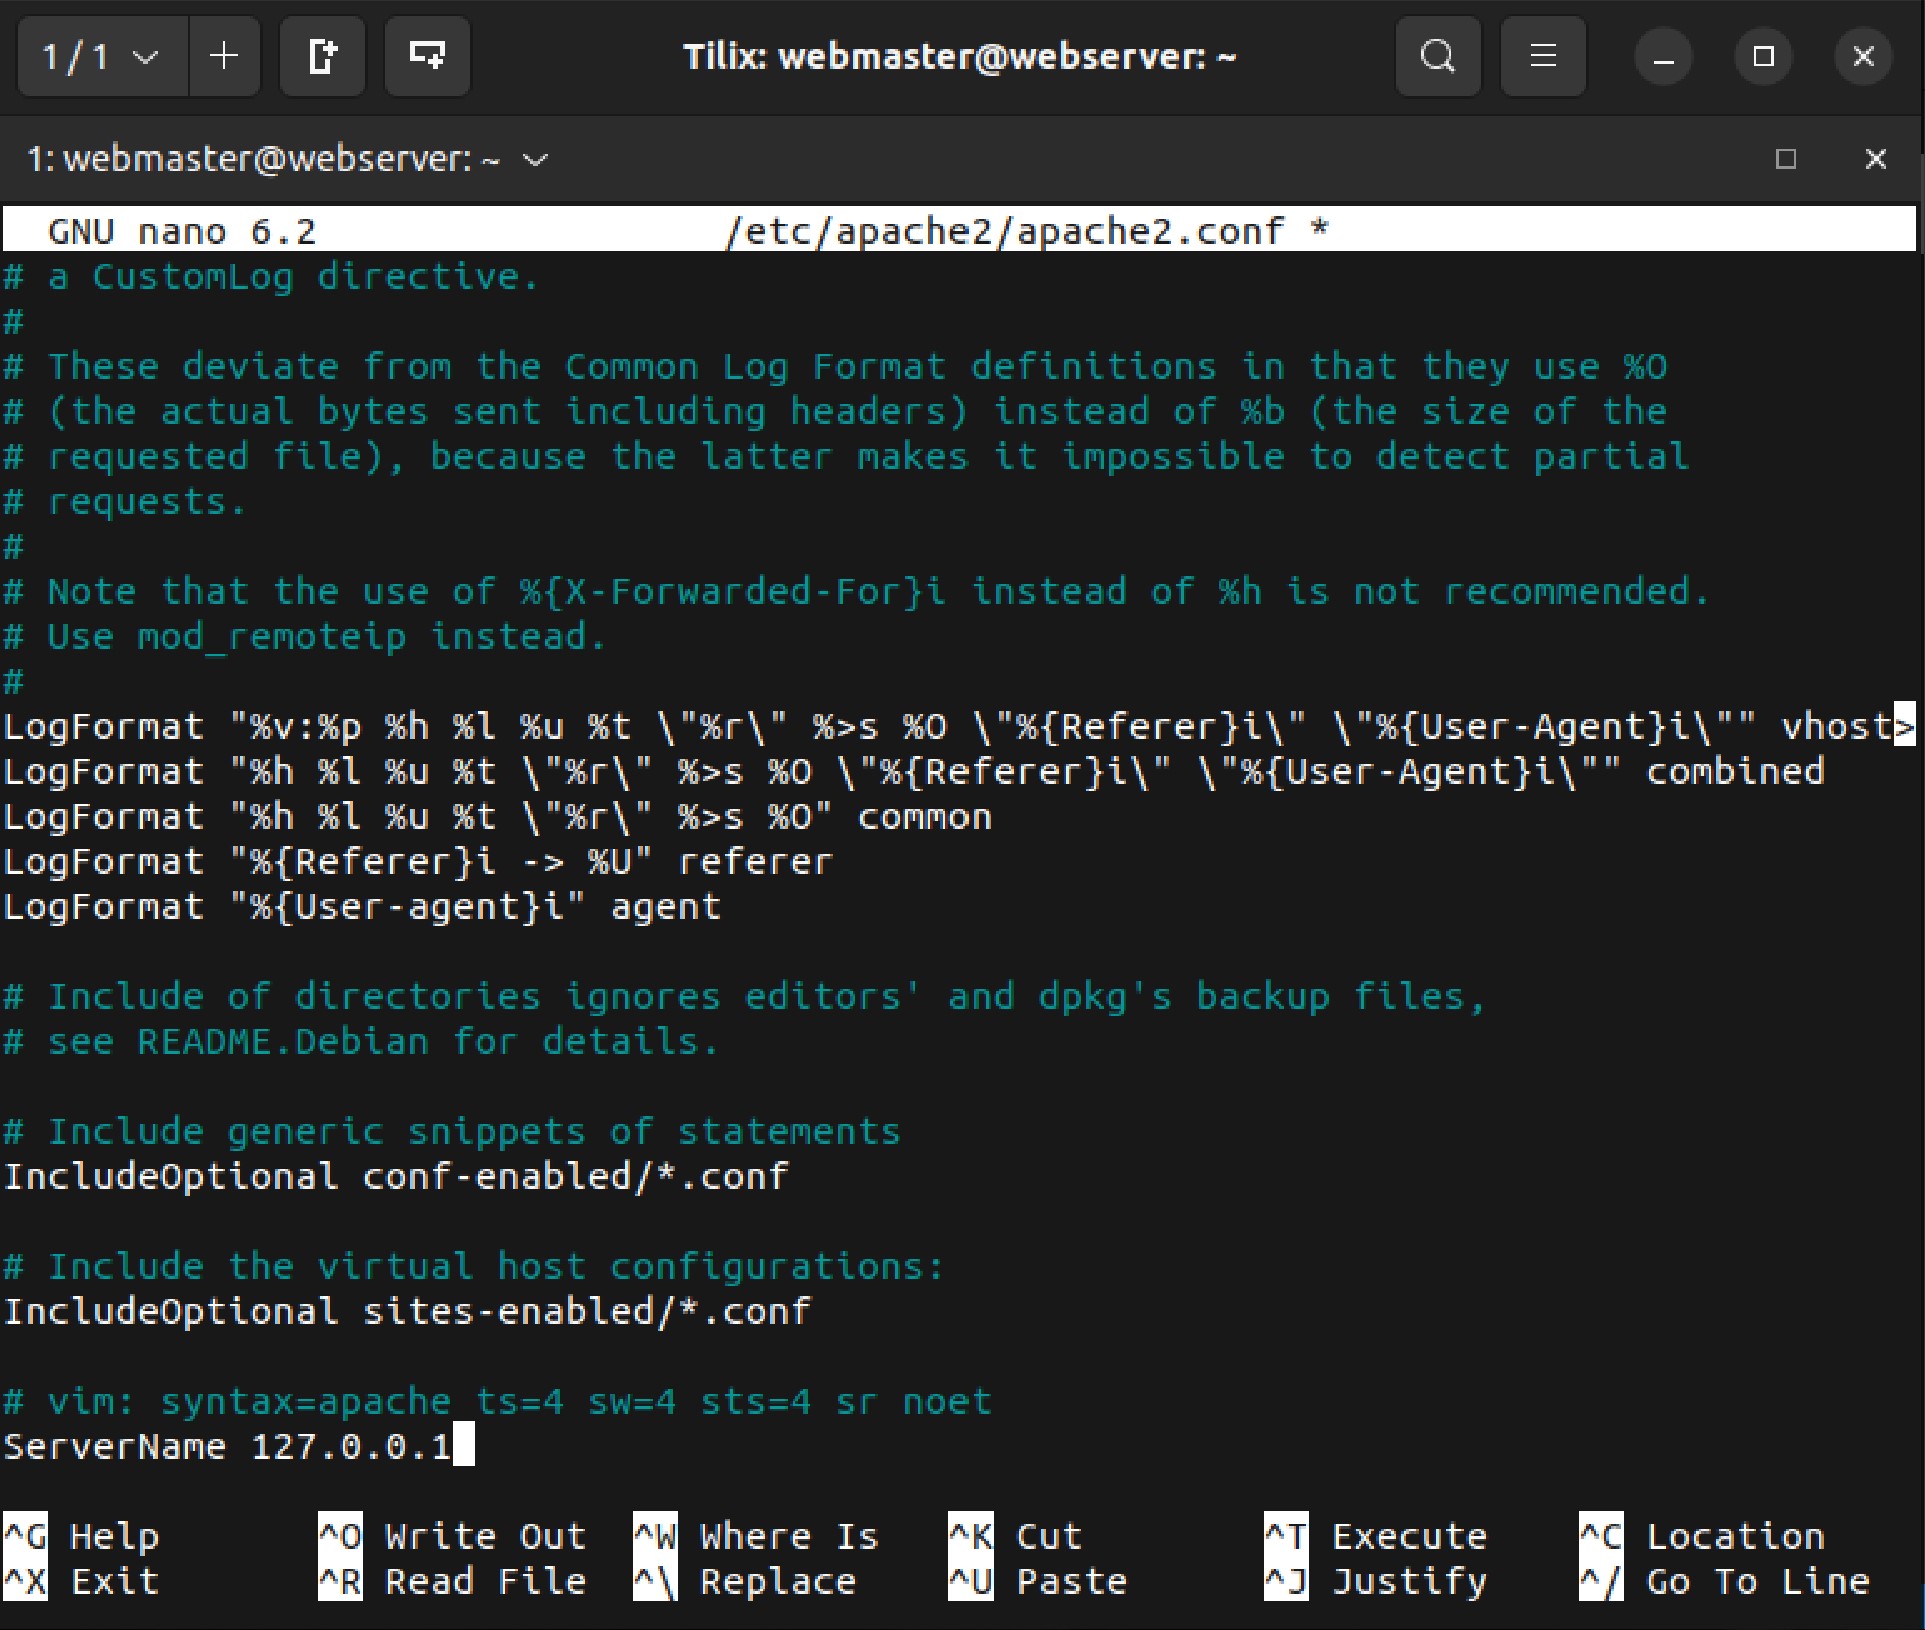 1 / 1
Tilix: webmaster@webserver: ~
1: webmaster@webserver: ~
GNU nano 6.2 /etc/apache2/apache2.conf *
# a CustomLog directive.
#
# These deviate from the Common Log Format definitions in that they use %O
# (the actual bytes sent including headers) instead of %b (the size of the
# requested file), because the latter makes it impossible to detect partial
# requests.
#
# Note that the use of %{X-Forwarded-For}i instead of %h is not recommended.
# Use mod_remoteip instead.
#
LogFormat "%v:%p %h %l %u %t \"%r\" %>s %O \"%{Referer}i\" \"%{User-Agent}i\"" vhost>
LogFormat "%h %l %u %t \"%r\" %>s %O \"%{Referer}i\" \"%{User-Agent}i\"" combined
LogFormat "%h %l %u %t \"%r\" %>s %O" common
LogFormat "%{Referer}i -> %U" referer
LogFormat "%{User-agent}i" agent
# Include of directories ignores editors' and dpkg's backup files,
# see README.Debian for details.
# Include generic snippets of statements
IncludeOptional conf-enabled/*.conf
# Include the virtual host configurations:
IncludeOptional sites-enabled/*.conf
# vim: syntax=apache ts=4 sw=4 sts=4 sr noet
ServerName 127.0.0.1
^G Help ^O Write Out ^W Where Is ^K Cut ^T Execute ^C Location
^X Exit ^R Read File ^\ Replace ^U Paste ^J Justify ^/ Go To Line